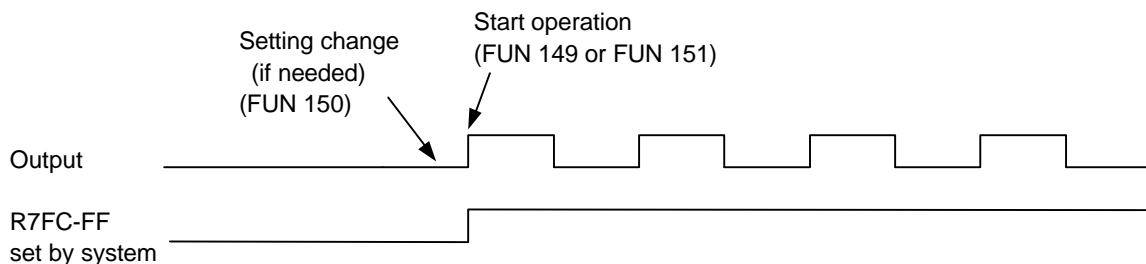 Start operation
(FUN 149 or FUN 151)
Setting change
(if needed)
(FUN 150)
Output
R7FC-FF
set by system